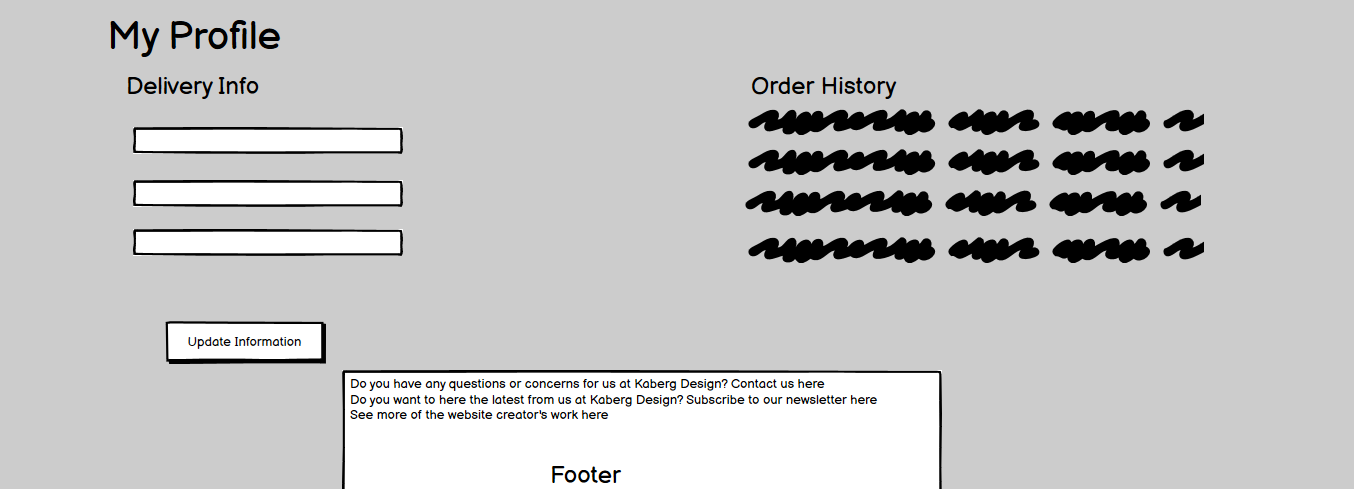 My Profile
Delivery Info
Order History
Update Information
Do you have any questions or concerns for us at Kaberg Design? Contact us here
Do you want to here the latest from us at Kaberg Design? Subscribe to our newsletter here
See more of the website creator's work here
Footer